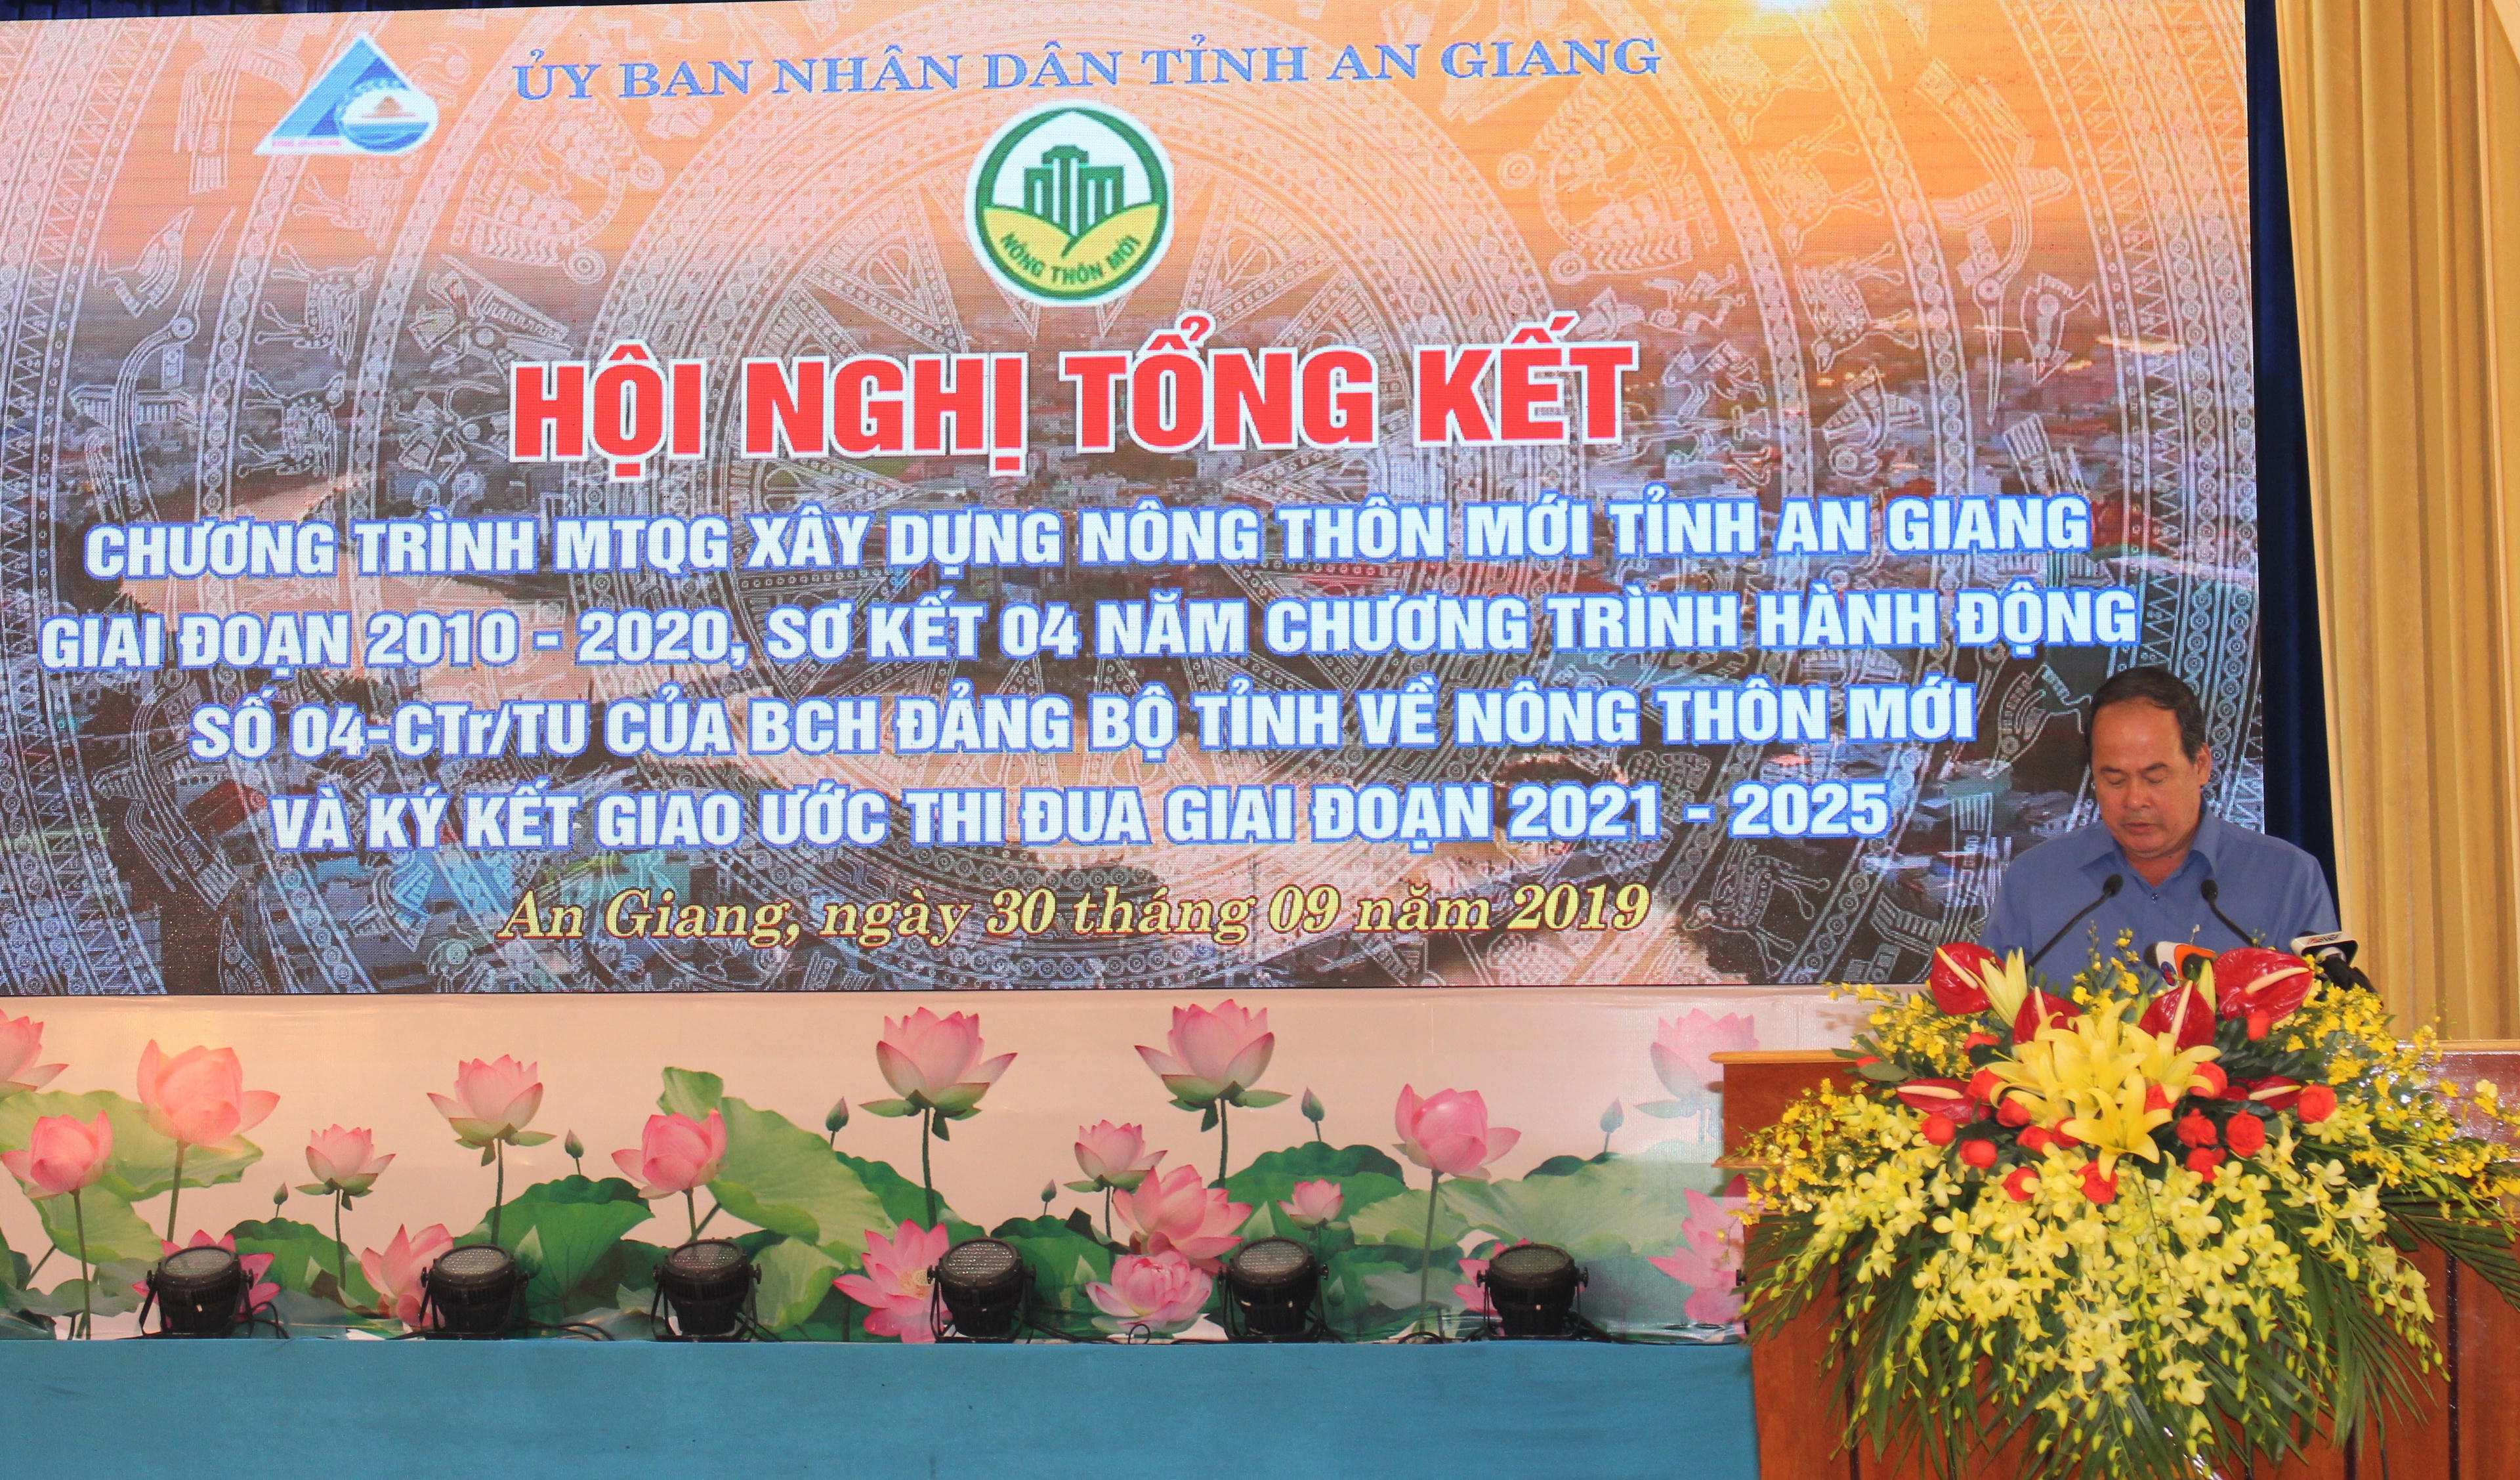 ỦY BAN NHÂN DÂN TỈNH AN GIANG
NÔNG THÔN MỚI
HỘI NGHỊ TỔNG KẾT
CHƯƠNG TRÌNH MTQG XÂY DỰNG NÔNG THÔN MỚI TỈNH AN GIANG
GIAI ĐOẠN 2010 - 2020, SƠ KẾT 04 NĂM CHƯƠNG TRÌNH HÀNH ĐỘNG
SỐ 04-CTr/TU CỦA BCH ĐẢNG BỘ TỈNH VỀ NÔNG THÔN MỚI
VÀ KÝ KẾT GIAO ƯỚC THI ĐUA GIAI ĐOẠN 2021 - 2025
An Giang, ngày 30 tháng 09 năm 2019